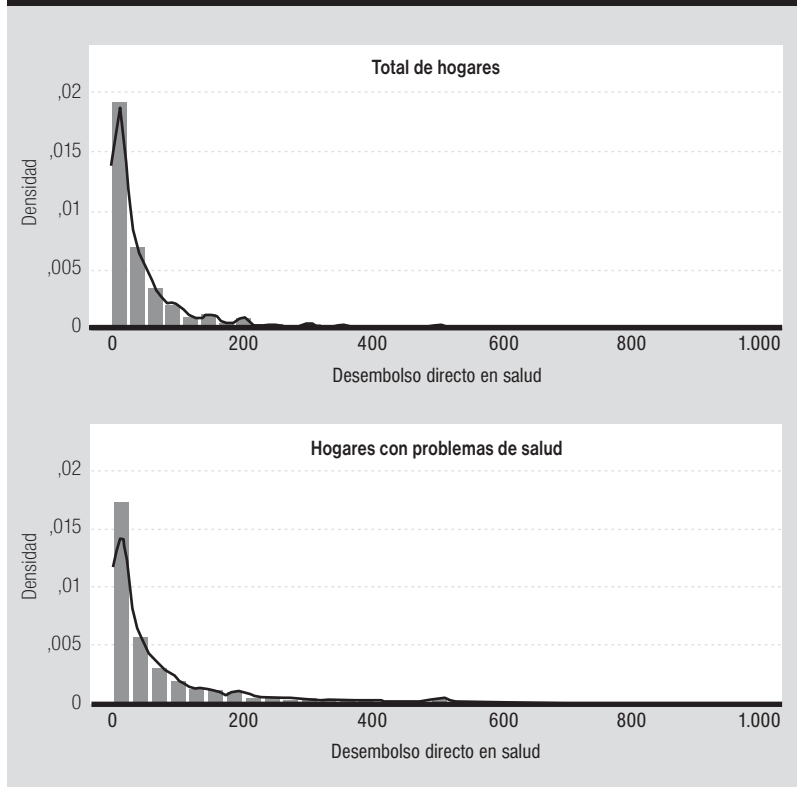 Total de hogares
,02
,015
,01
,005
0
Densidad
0 200 400 600 800 1.000
Desembolso directo en salud
Hogares con problemas de salud
,02
,015
,01
,005
0
Densidad
0 200 400 600 800 1.000
Desembolso directo en salud